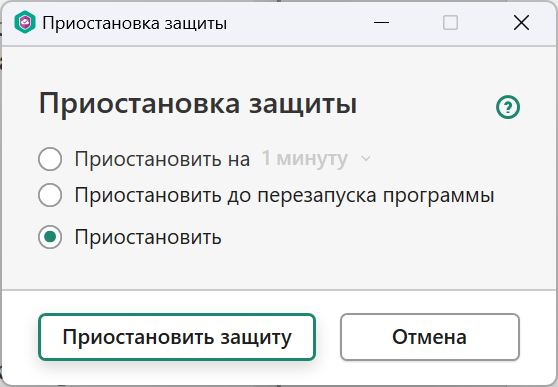 Приостановка защиты
Приостановка защиты
?
Приостановить на 1 минуту
Приостановить до перезапуска программы
Приостановить
Приостановить защиту
Отмена